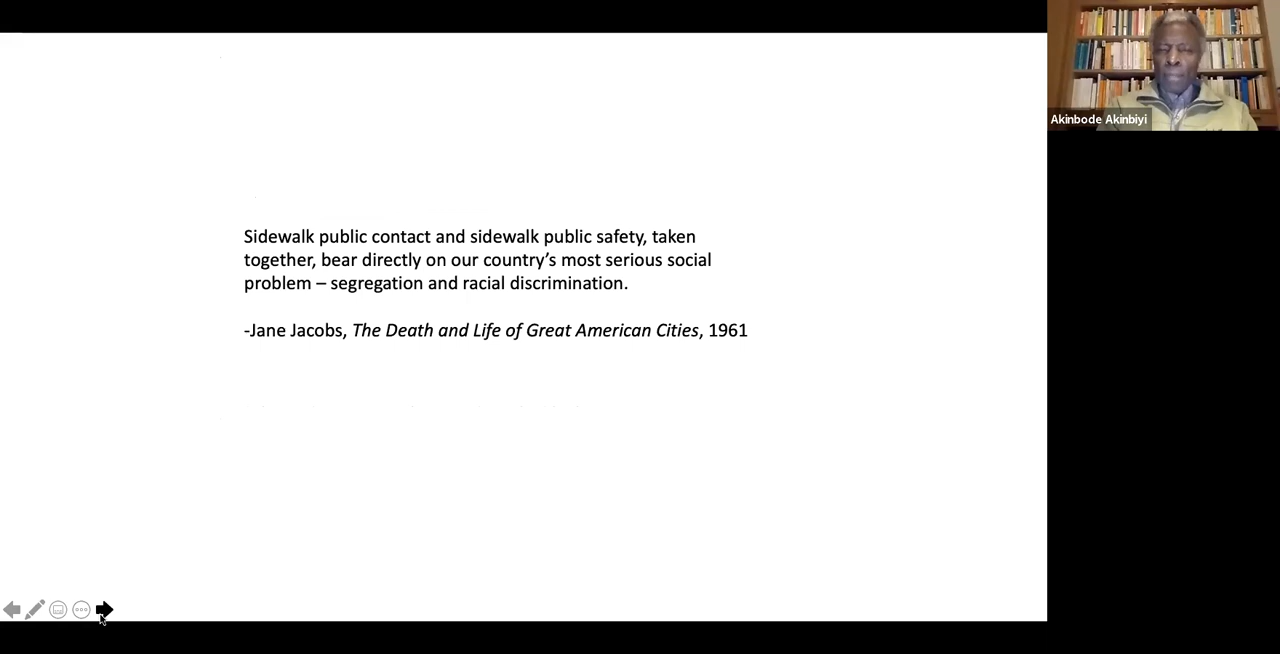 Sidewalk public contact and sidewalk public safety, taken
together, bear directly on our country’s most serious social
problem – segregation and racial discrimination.
-Jane Jacobs, The Death and Life of Great American Cities, 1961
Akinbode Akinbiyi